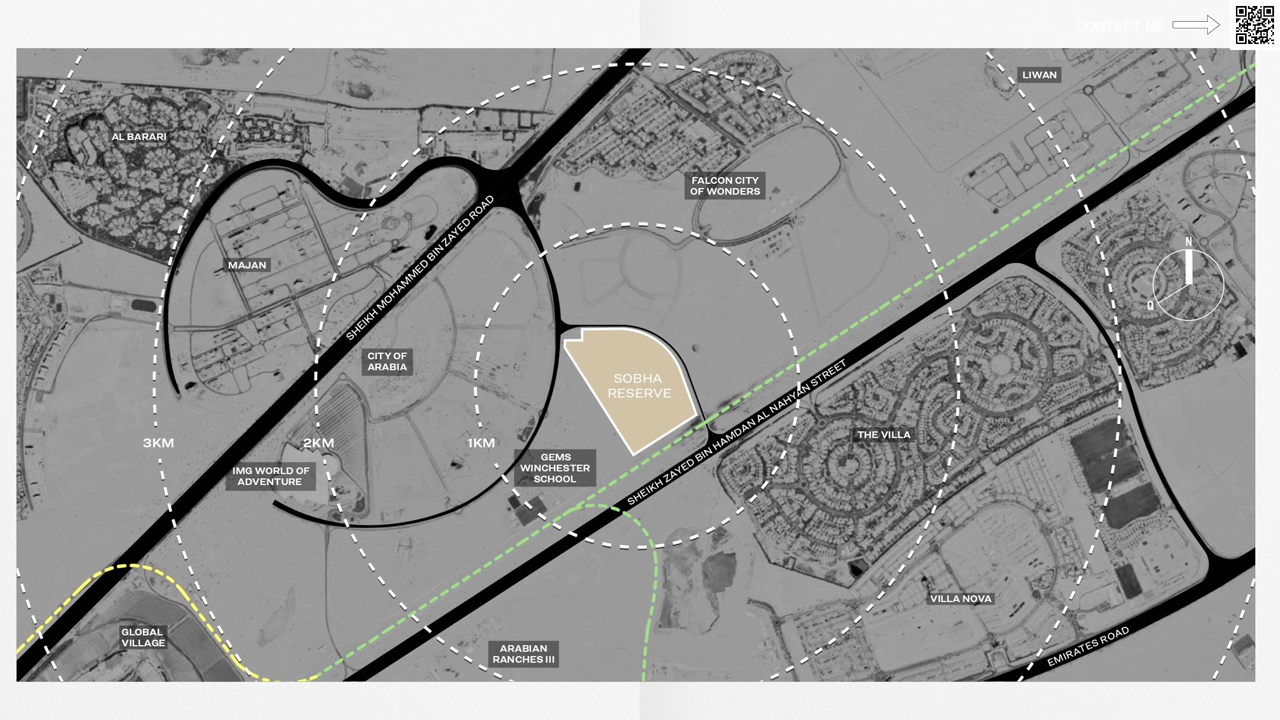 CONTACT ME
LIWAN
AL BARARI
FALCON CITY
OF WONDERS
N
MAJAN
SHEIKH MOHAMMED BIN ZAYED ROAD
Q
CITY OF
ARABIA
SOBHA
RESERVE
SHEIKH ZAYED BIN HAMDAN AL NAHYAN STREET
3KM
2KM
1KM
THE VILLA
GEMS
WINCHESTER
SCHOOL
IMG WORLD OF
ADVENTURE
VILLA NOVA
GLOBAL
VILLAGE
ARABIAN
RANCHES III
EMIRATES ROAD